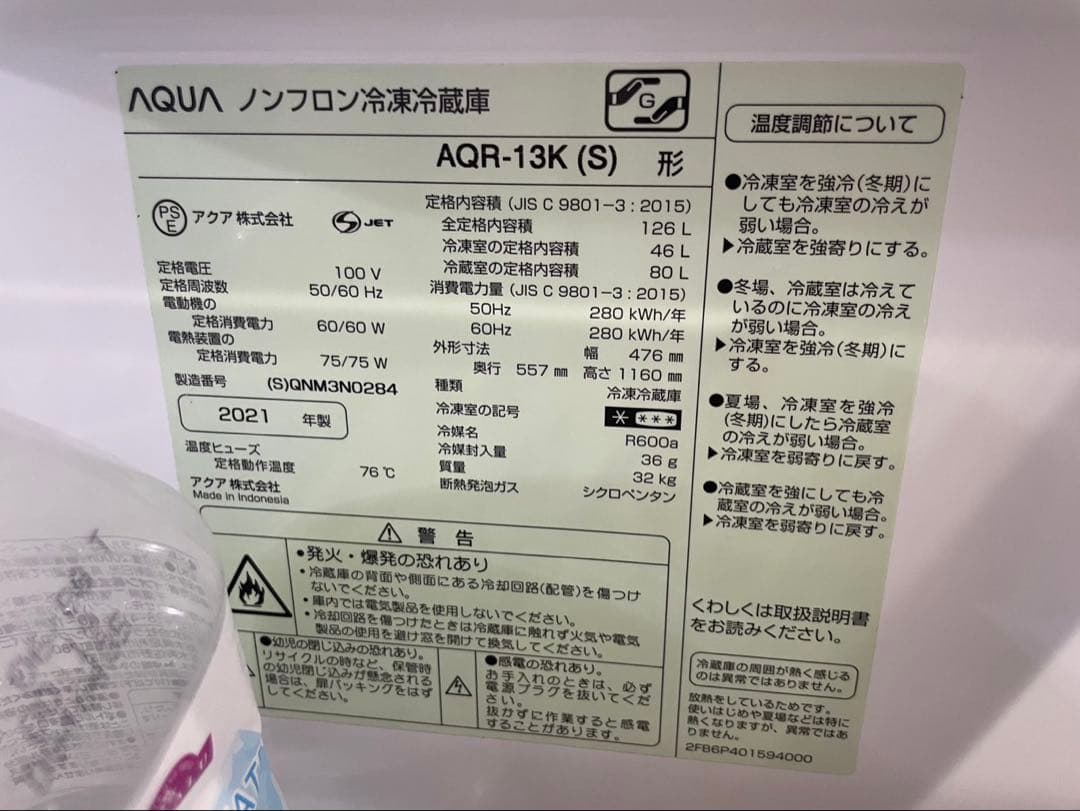 AQUA ノンフロン冷凍冷蔵庫
G
AQR-13K (S) 形
PS
E
アクア 株式会社
S JET
定格電圧 100 V
定格周波数 50/60 Hz
電動機の
定格消費電力 60/60 W
電熱装置の
定格消費電力 75/75 W
製造番号 (S)QNM3N0284
2021 年製
温度ヒューズ
定格動作温度 76 ℃
アクア 株式会社
Made in Indonesia
定格内容積 (JIS C 9801-3 : 2015)
全定格内容積 126 L
冷凍室の定格内容積 46 L
冷蔵室の定格内容積 80 L
消費電力量 (JIS C 9801-3 : 2015)
50Hz 280 kWh/年
60Hz 280 kWh/年
外形寸法 幅 476 ㎜
奥行 557 ㎜ 高さ 1160 ㎜
種類 冷凍冷蔵庫
冷凍室の記号 * ***
冷媒名 R600a
冷媒封入量 36 g
質量 32 kg
断熱発泡ガス シクロペンタン
⚠ 警 告
●発火・爆発の恐れあり
・冷蔵庫の背面や側面にある冷却回路(配管)を傷つけ
ないでください。
・庫内では電気製品を使用しないでください。
・冷却回路を傷つけたときは冷蔵庫に触れず火気や電気
製品の使用を避け窓を開けて換気してください。
●幼児の閉じ込みの恐れあり。
リサイクルの時など、保管時
の幼児閉じ込みが懸念される
場合は、扉パッキングをはず
してください。
●感電の恐れあり。
お手入れのときは、必ず
電源プラグを抜いてくだ
さい。
抜かずに作業すると感電
することがあります。
温度調節について
●冷凍室を強冷(冬期)に
しても冷凍室の冷えが
弱い場合。
▶冷蔵室を強寄りにする。
●冬場、冷蔵室は冷えて
いるのに冷凍室の冷え
が弱い場合。
▶冷凍室を強冷(冬期)に
する。
●夏場、冷凍室を強冷
(冬期)にしたら冷蔵室
の冷えが弱い場合。
▶冷凍室を弱寄りに戻す。
●冷蔵室を強にしても冷
蔵室の冷えが弱い場合。
▶冷凍室を弱寄りに戻す。
くわしくは取扱説明書
をお読みください。
冷蔵庫の周囲が熱く感じる
のは異常ではありません。
放熱をしているためです。
使いはじめや夏場などは特に
熱くなりますが、異常ではあ
りません。
2FB6P401594000